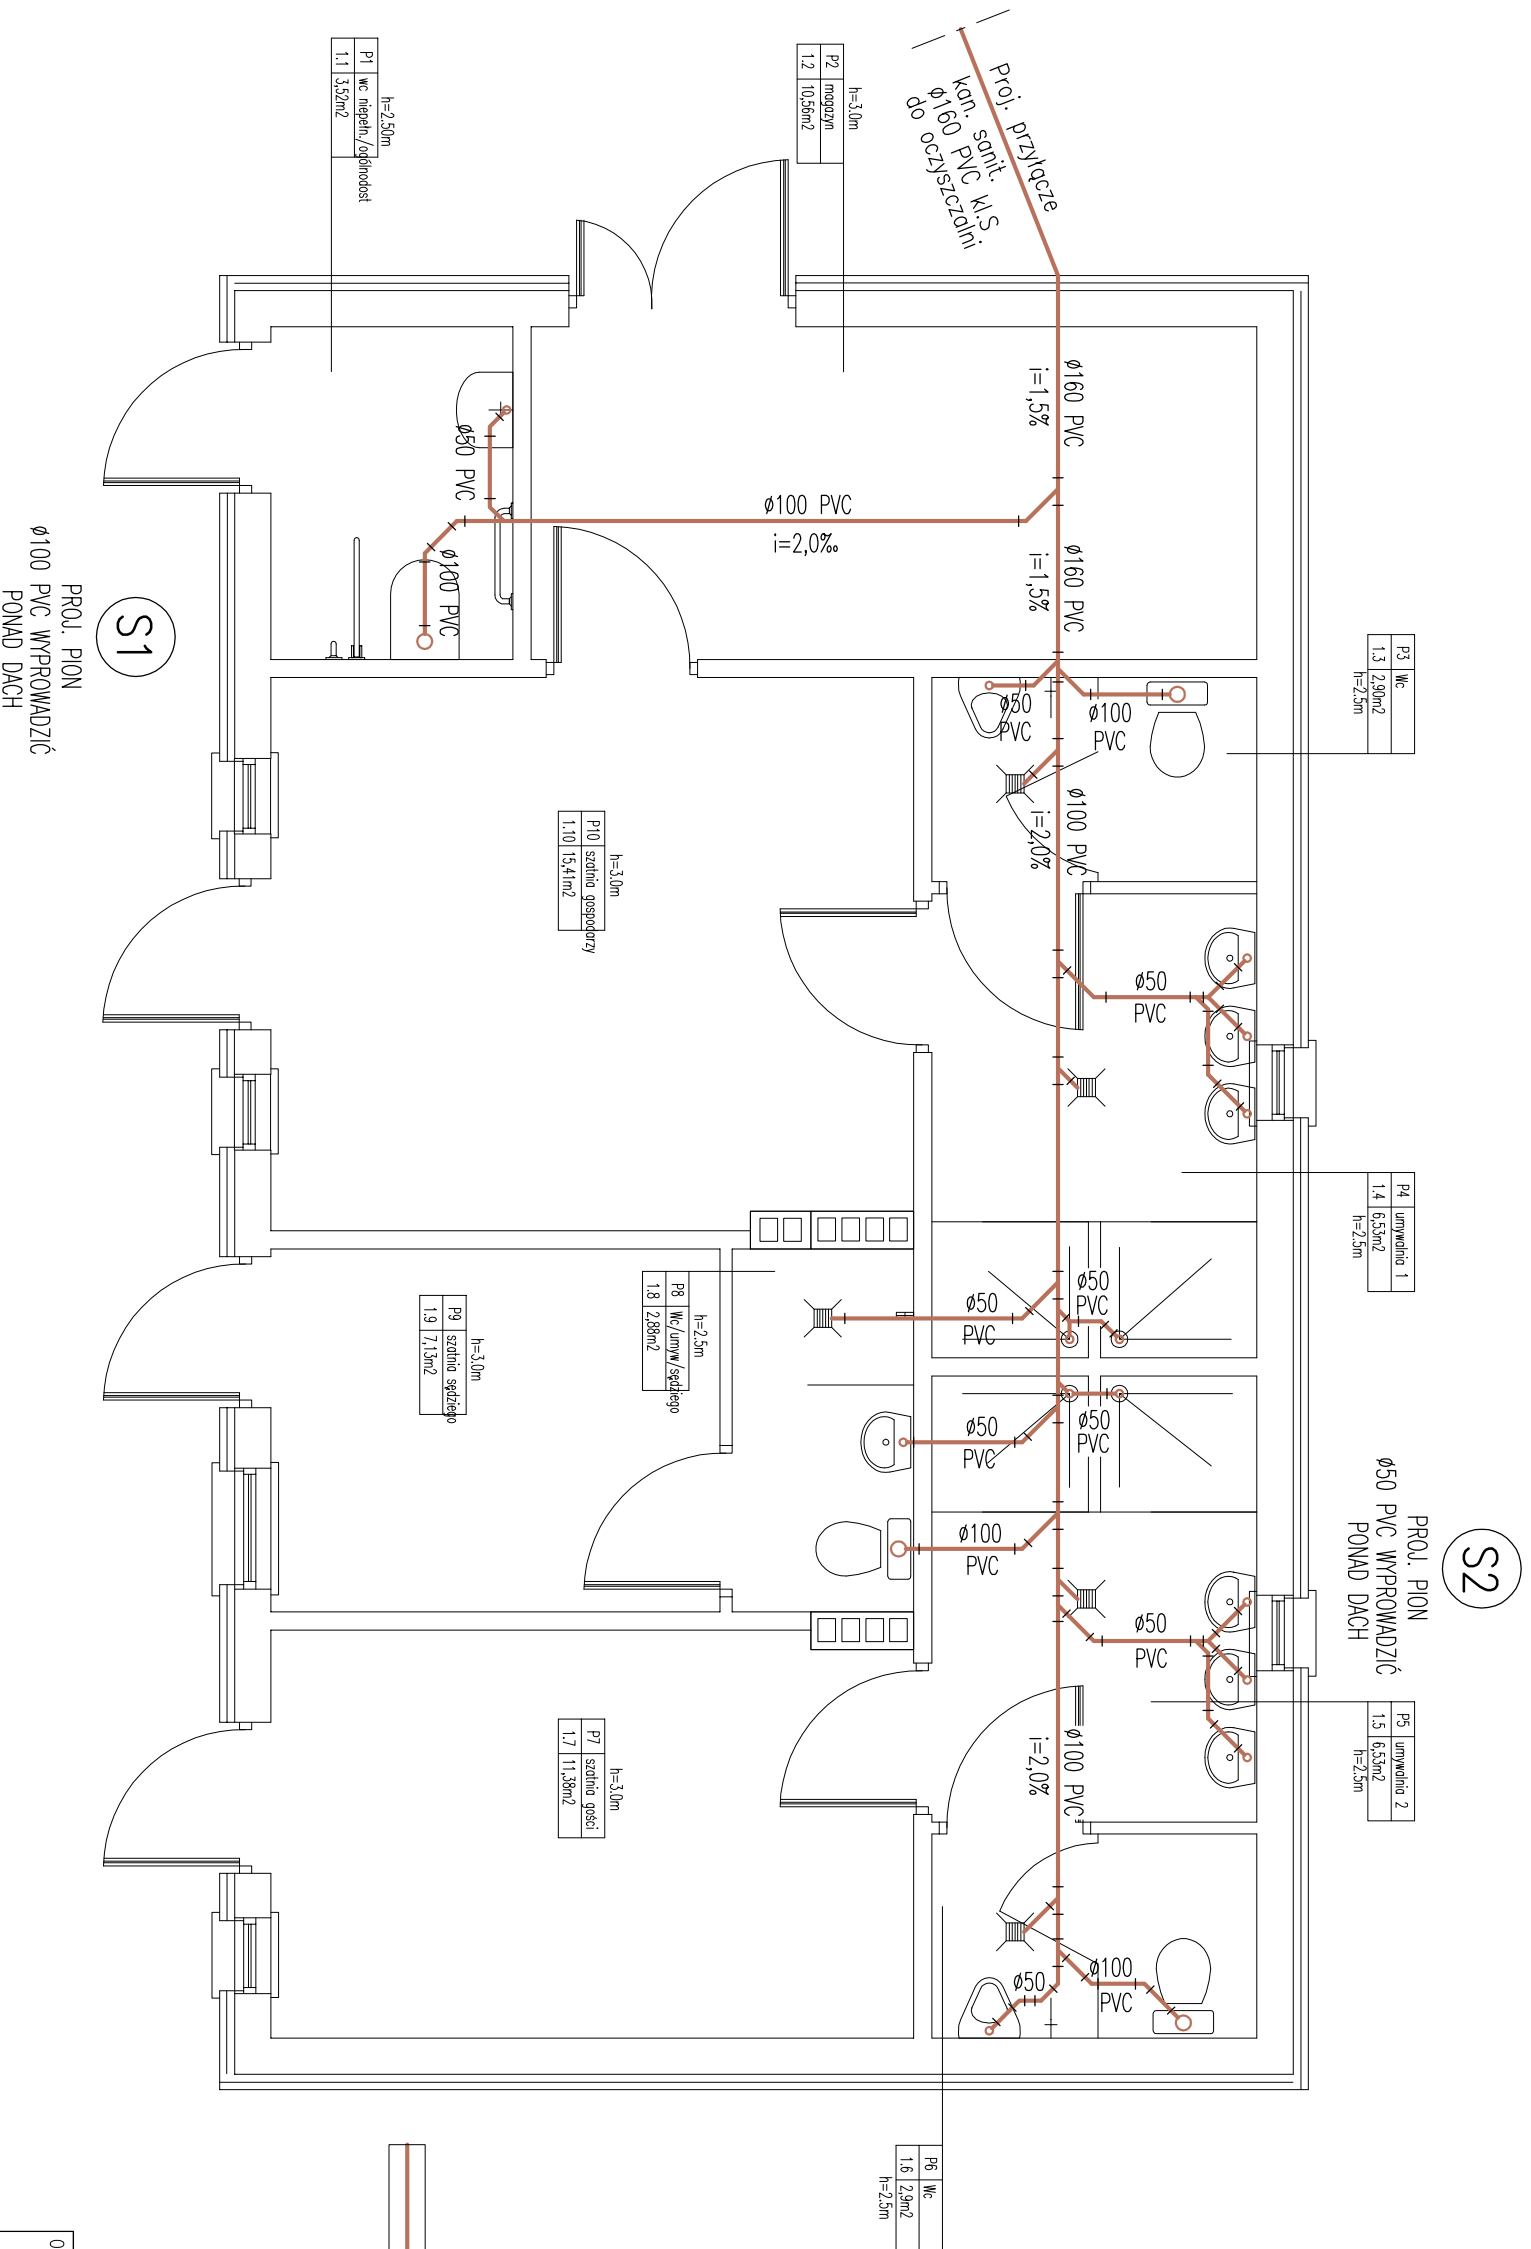 Proj. przyłącze
kan. sanit.
ø160 PVC kl.S
do oczyszczalni
h=3.0m
P2 magazyn
1.2 10,56m2
h=2.50m
P1 wc niepełn./ogólnodost
1.1 3,52m2
ø160 PVC
i=1,5%
ø160 PVC
i=1,5%
ø100 PVC
i=2,0‰
ø50 PVC
ø100 PVC
S1
PROJ. PION
ø100 PVC WYPROWADZIĆ
PONAD DACH
P3 Wc
1.3 2,90m2
h=2.5m
ø50
PVC
ø100
PVC
ø100 PVC
i=2,0%
h=3.0m
P10 szatnia gospodarzy
1.10 15,41m2
ø50
PVC
P4 umywalnia 1
1.4 6,53m2
h=2.5m
ø50
PVC
ø50
PVC
h=2.5m
P8 Wc/umyw/sędziego
1.8 2,88m2
h=3.0m
P9 szatnia sędziego
1.9 7,13m2
ø50
PVC
ø50
PVC
S2
PROJ. PION
ø50 PVC WYPROWADZIĆ
PONAD DACH
ø100
PVC
ø50
PVC
P5 umywalnia 2
1.5 6,53m2
h=2.5m
ø100 PVC
i=2,0%
h=3.0m
P7 szatnia gości
1.7 11,38m2
ø50
ø100
PVC
P6 Wc
1.6 2,9m2
h=2.5m
O